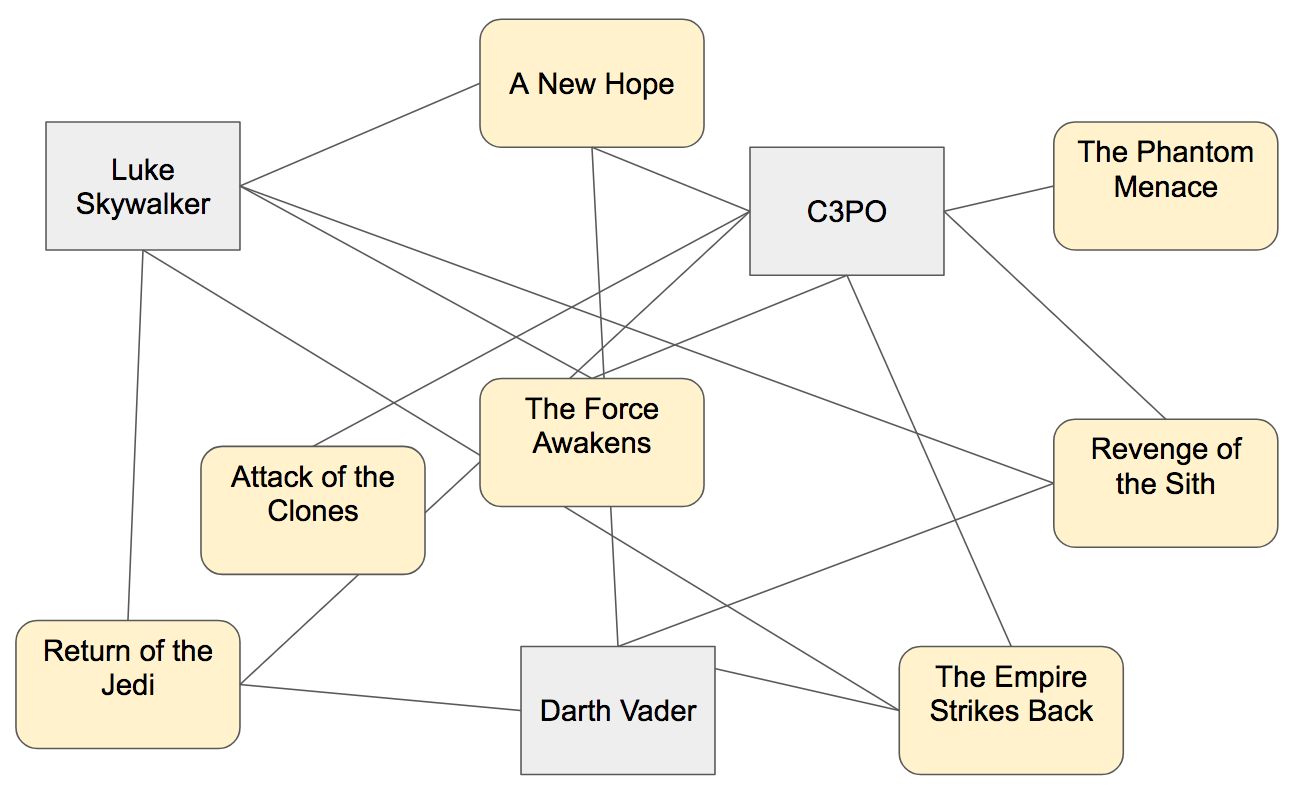 A New Hope
Luke
Skywalker
C3PO
The Phantom
Menace
The Force
Awakens
Attack of the
Clones
Revenge of
the Sith
Return of the
Jedi
Darth Vader
The Empire
Strikes Back